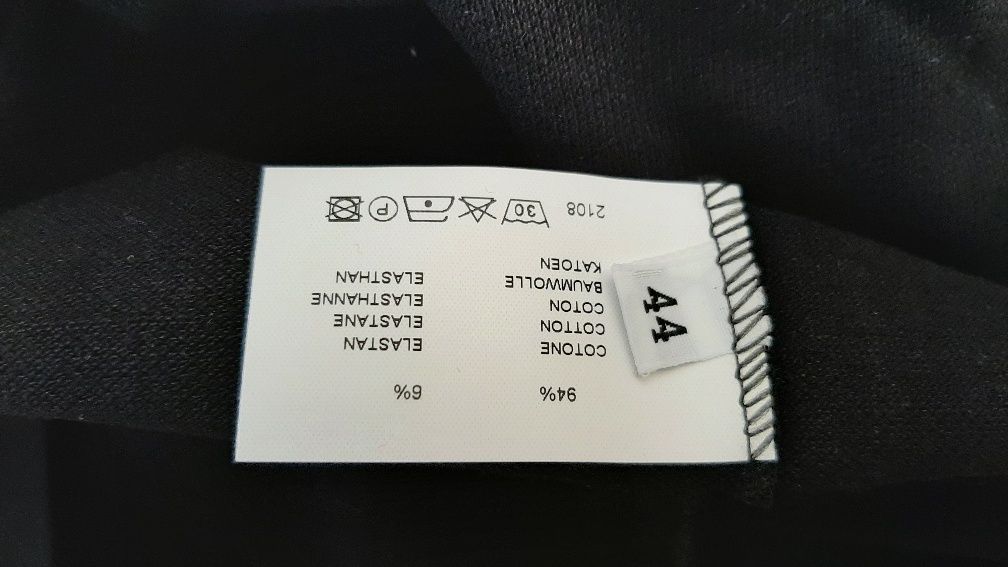 94% 6%
COTONE ELASTAN
COTTON ELASTANE
COTON ELASTHANNE
BAUMWOLLE ELASTHAN
KATOEN
2108 30 P
44